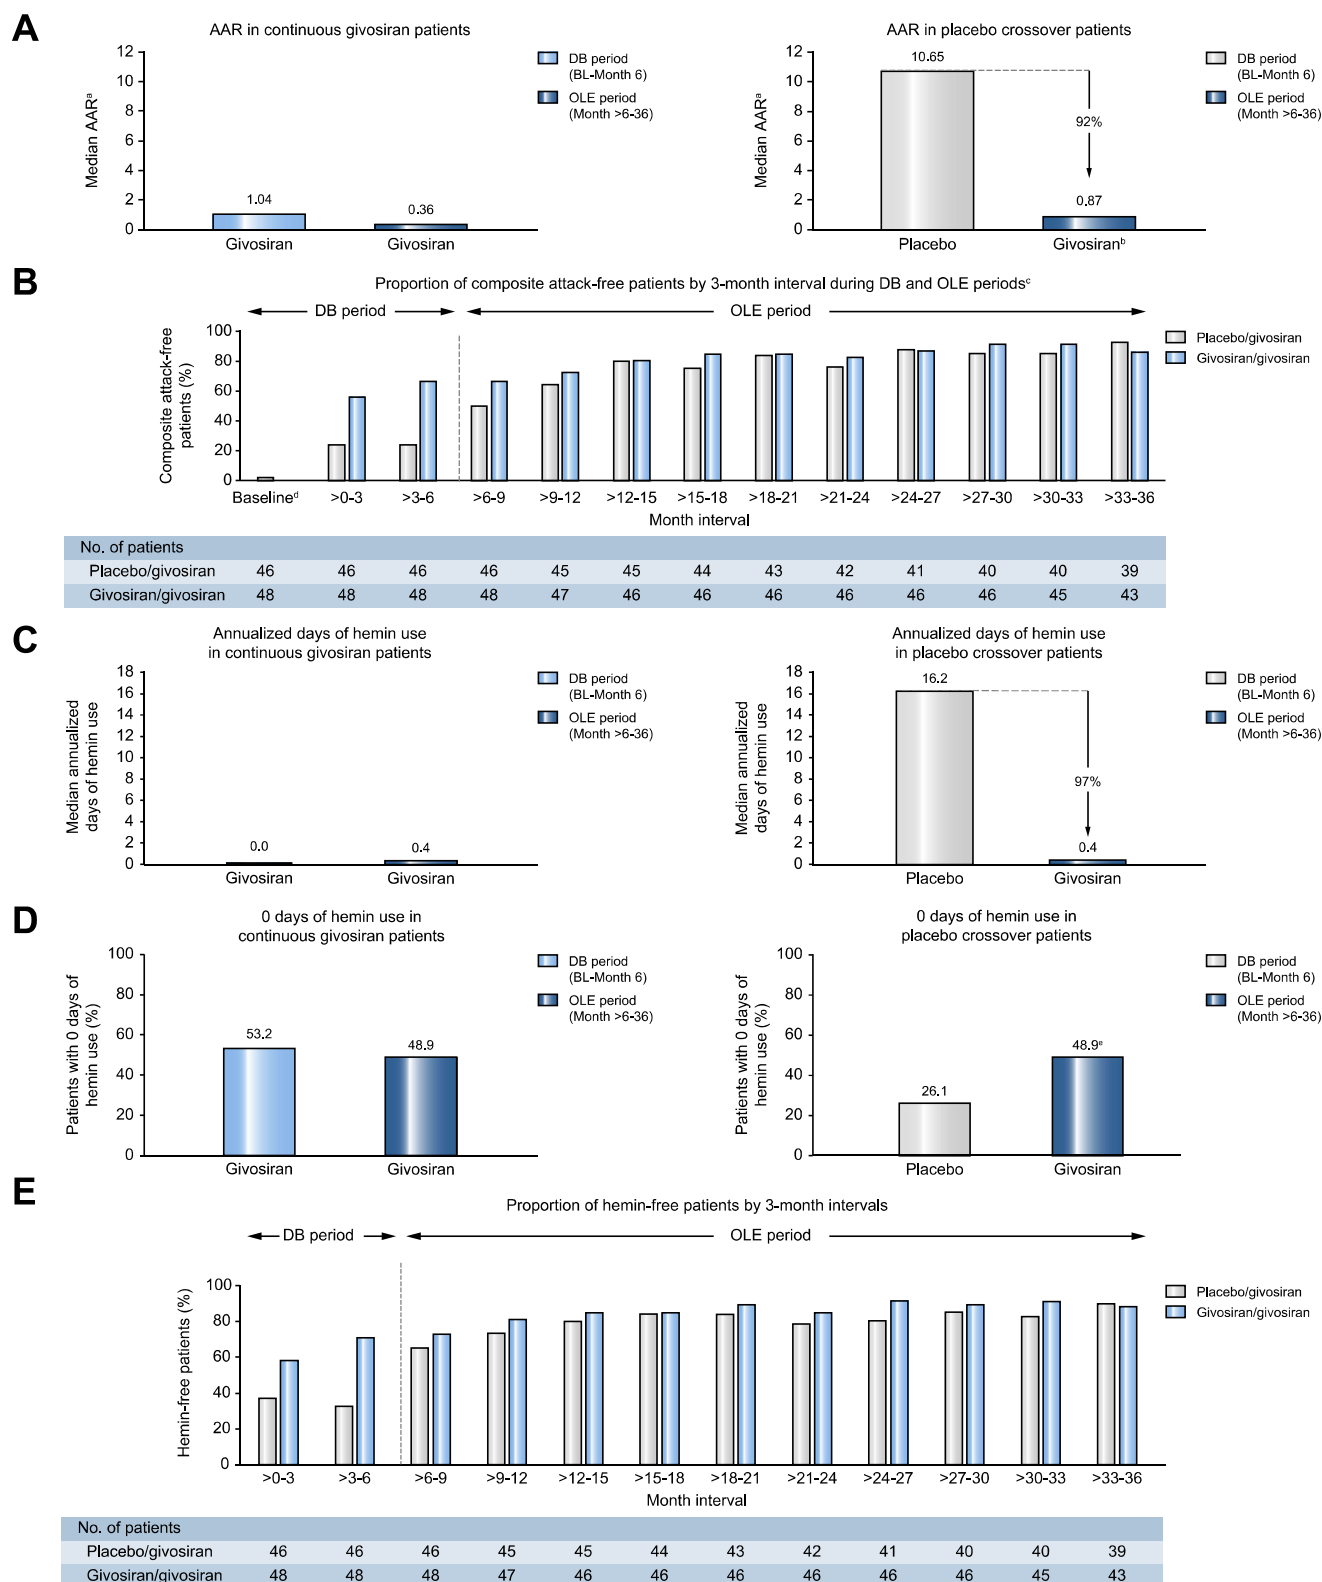 A
AAR in continuous givosiran patients
Median AARᵃ
12
10
8
6
4
2
0
1.04
0.36
Givosiran
Givosiran
DB period
(BL-Month 6)
OLE period
(Month >6-36)
AAR in placebo crossover patients
Median AARᵃ
12
10
8
6
4
2
0
10.65
92%
0.87
Placebo
Givosiranᵇ
DB period
(BL-Month 6)
OLE period
(Month >6-36)
B
Proportion of composite attack-free patients by 3-month interval during DB and OLE periodsᶜ
DB period
OLE period
Composite attack-free
patients (%)
100
80
60
40
20
0
Baselineᵈ >0-3 >3-6 >6-9 >9-12 >12-15 >15-18 >18-21 >21-24 >24-27 >27-30 >30-33 >33-36
Month interval
Placebo/givosiran
Givosiran/givosiran
No. of patients
Placebo/givosiran 46 46 46 46 45 45 44 43 42 41 40 40 39
Givosiran/givosiran 48 48 48 48 47 46 46 46 46 46 46 45 43
C
Annualized days of hemin use
in continuous givosiran patients
Median annualized
days of hemin use
18
16
14
12
10
8
6
4
2
0
0.0
0.4
Givosiran
Givosiran
DB period
(BL-Month 6)
OLE period
(Month >6-36)
Annualized days of hemin use
in placebo crossover patients
Median annualized
days of hemin use
18
16
14
12
10
8
6
4
2
0
16.2
97%
0.4
Placebo
Givosiran
DB period
(BL-Month 6)
OLE period
(Month >6-36)
D
0 days of hemin use in
continuous givosiran patients
Patients with 0 days of
hemin use (%)
100
80
60
40
20
0
53.2
48.9
Givosiran
Givosiran
DB period
(BL-Month 6)
OLE period
(Month >6-36)
0 days of hemin use in
placebo crossover patients
Patients with 0 days of
hemin use (%)
100
80
60
40
20
0
26.1
48.9ᵉ
Placebo
Givosiran
DB period
(BL-Month 6)
OLE period
(Month >6-36)
E
Proportion of hemin-free patients by 3-month intervals
DB period
OLE period
Hemin-free patients (%)
100
80
60
40
20
0
>0-3 >3-6 >6-9 >9-12 >12-15 >15-18 >18-21 >21-24 >24-27 >27-30 >30-33 >33-36
Month interval
Placebo/givosiran
Givosiran/givosiran
No. of patients
Placebo/givosiran 46 46 46 45 45 44 43 42 41 40 40 39
Givosiran/givosiran 48 48 48 47 46 46 46 46 46 46 45 43